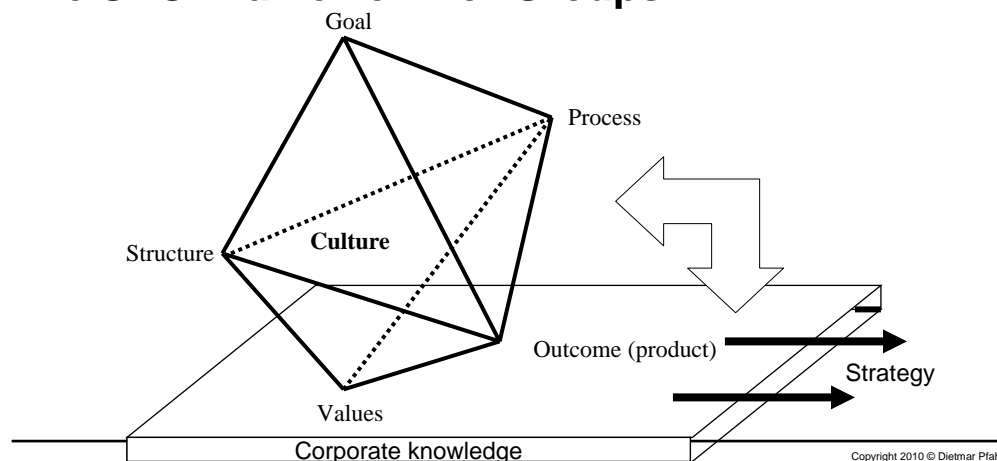 Goal
Process
Culture
Structure
Outcome (product)
Strategy
Values
Corporate knowledge
Copyright 2010 © Dietmar Pfahl